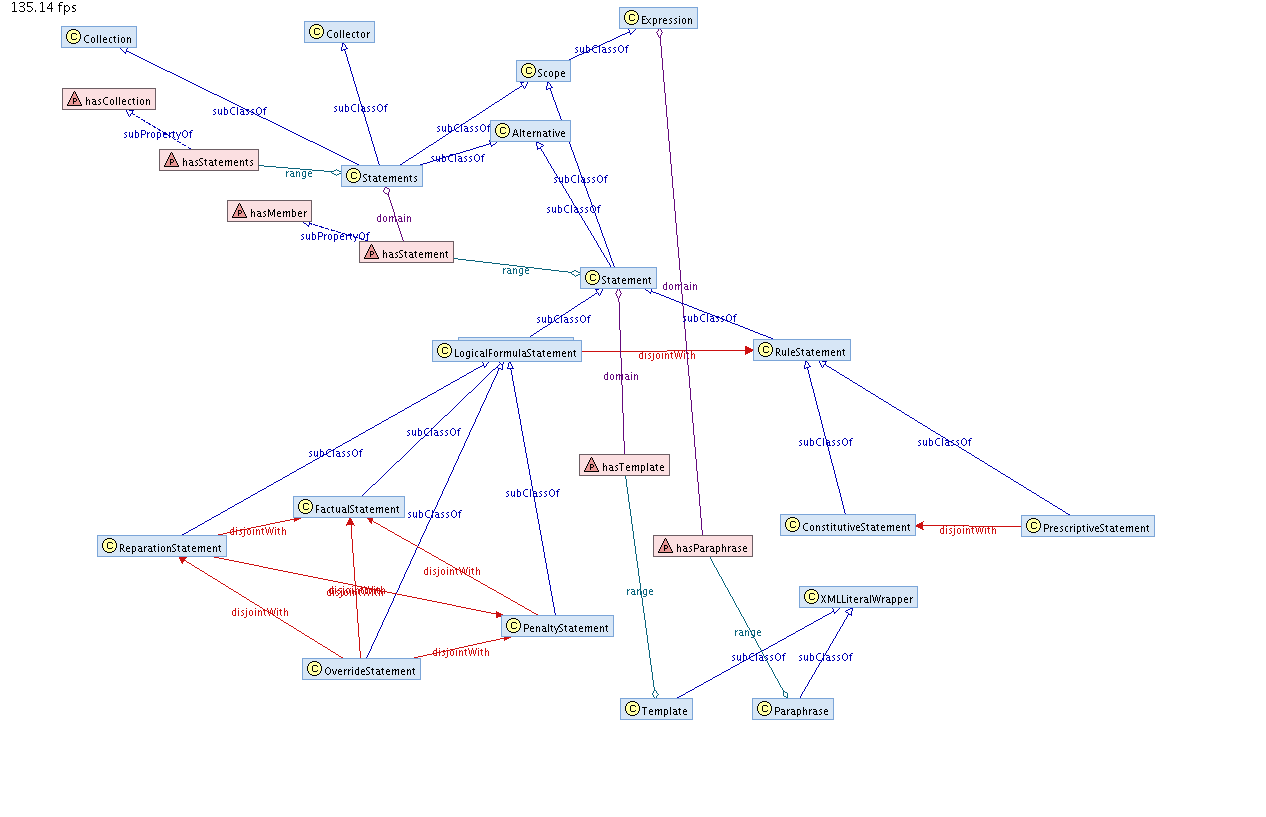 135.14 fps
C Expression
C Collection
C Collector
subClassOf
C Scope
P hasCollection
subClassOf
subClassOf
subPropertyOf
subClassOf
C Alternative
P hasStatements
subClassOf
range
C Statements
subClassOf
P hasMember
subClassOf
domain
subPropertyOf
P hasStatement
range
C Statement
domain
subClassOf
subClassOf
C LogicalFormulaStatement
disjointWith
C RuleStatement
domain
subClassOf
subClassOf
subClassOf
subClassOf
P hasTemplate
subClassOf
C FactualStatement
subClassOf
C ConstitutiveStatement
disjointWith
C PrescriptiveStatement
disjointWith
C ReparationStatement
P hasParaphrase
disjointWith
disjointWith
disjointWith
range
C XMLLiteralWrapper
disjointWith
C PenaltyStatement
range
disjointWith
subClassOf
subClassOf
C OverrideStatement
C Template
C Paraphrase